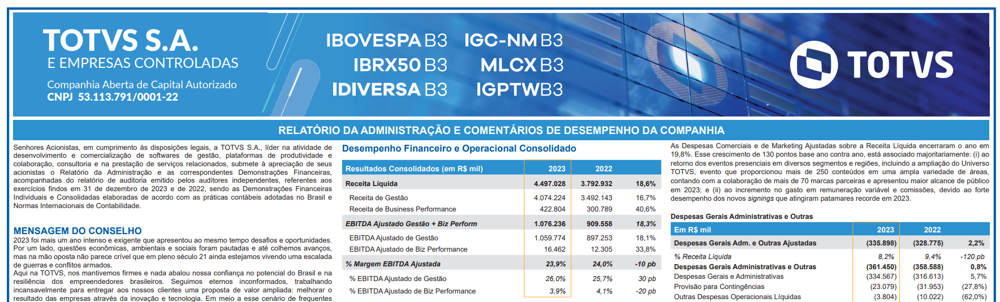 TOTVS S.A.
E EMPRESAS CONTROLADAS
Companhia Aberta de Capital Autorizado
CNPJ 53.113.791/0001-22
IBOVESPA B3 IGC-NM B3
IBRX50 B3 MLCX B3
IDIVERSA B3 IGPTWB3
TOTVS
RELATÓRIO DA ADMINISTRAÇÃO E COMENTÁRIOS DE DESEMPENHO DA COMPANHIA
Senhores Acionistas, em cumprimento às disposições legais, a TOTVS S.A., líder na atividade de
desenvolvimento e comercialização de softwares de gestão, plataformas de produtividade e
colaboração, consultoria e na prestação de serviços relacionados, submete à apreciação de seus
acionistas o Relatório da Administração e as correspondentes Demonstrações Financeiras,
acompanhadas do relatório de auditoria emitido pelos auditores independentes, referentes aos
exercícios findos em 31 de dezembro de 2023 e de 2022, sendo as Demonstrações Financeiras
Individuais e Consolidadas elaboradas de acordo com as práticas contábeis adotadas no Brasil e
Normas Internacionais de Contabilidade.
MENSAGEM DO CONSELHO
2023 foi mais um ano intenso e exigente que apresentou ao mesmo tempo desafios e oportunidades.
Por um lado, questões econômicas, ambientais e sociais foram pautadas e até colhemos avanços,
mas na mão oposta não parece crível que em pleno século 21 ainda estejamos vivendo uma escalada
de guerras e conflitos armados.
Aqui na TOTVS, nos mantivemos firmes e nada abalou nossa confiança no potencial do Brasil e na
resiliência dos empreendedores brasileiros. Seguimos eternos inconformados, trabalhando
incansavelmente para entregar aos nossos clientes uma proposta de valor ampliada: melhorar o
resultado das empresas através da inovação e tecnologia. Em meio a esse cenário de frequentes
Desempenho Financeiro e Operacional Consolidado
Resultados Consolidados (em R$ mil) 2023 2022
Receita Líquida 4.497.028 3.792.932 18,6%
Receita de Gestão 4.074.224 3.492.143 16,7%
Receita de Business Performance 422.804 300.789 40,6%
EBITDA Ajustado Gestão + Biz Perform 1.076.236 909.558 18,3%
EBITDA Ajustado de Gestão 1.059.774 897.253 18,1%
EBITDA Ajustado de Biz Performance 16.462 12.305 33,8%
% Margem EBITDA Ajustada 23,9% 24,0% -10 pb
% EBITDA Ajustado de Gestão 26,0% 25,7% 30 pb
% EBITDA Ajustado de Biz Performance 3,9% 4,1% -20 pb
As Despesas Comerciais e de Marketing Ajustadas sobre a Receita Líquida encerraram o ano em
19,8%. Esse crescimento de 130 pontos base ano contra ano, está associado majoritariamente: (i) ao
retorno dos eventos presenciais em diversos segmentos e regiões, incluindo a ampliação do Universo
TOTVS, evento que proporcionou mais de 250 conteúdos em uma ampla variedade de áreas,
contando com a colaboração de mais de 70 marcas parceiras e apresentou maior alcance de público
em 2023; e (ii) ao incremento no gasto em remuneração variável e comissões, devido ao forte
desempenho dos novos signings que atingiram patamares recorde em 2023.
Despesas Gerais Administrativas e Outras
Em R$ mil 2023 2022
Despesas Gerais Adm. e Outras Ajustadas (335.898) (328.775) 2,2%
% Receita Líquida 8,2% 9,4% -120 pb
Despesas Gerais Administrativas e Outras (361.450) (358.588) 0,8%
Despesas Gerais e Administrativas (334.567) (316.613) 5,7%
Provisão para Contingências (23.079) (31.953) (27,8%)
Outras Despesas Operacionais Líquidas (3.804) (10.022) (62,0%)